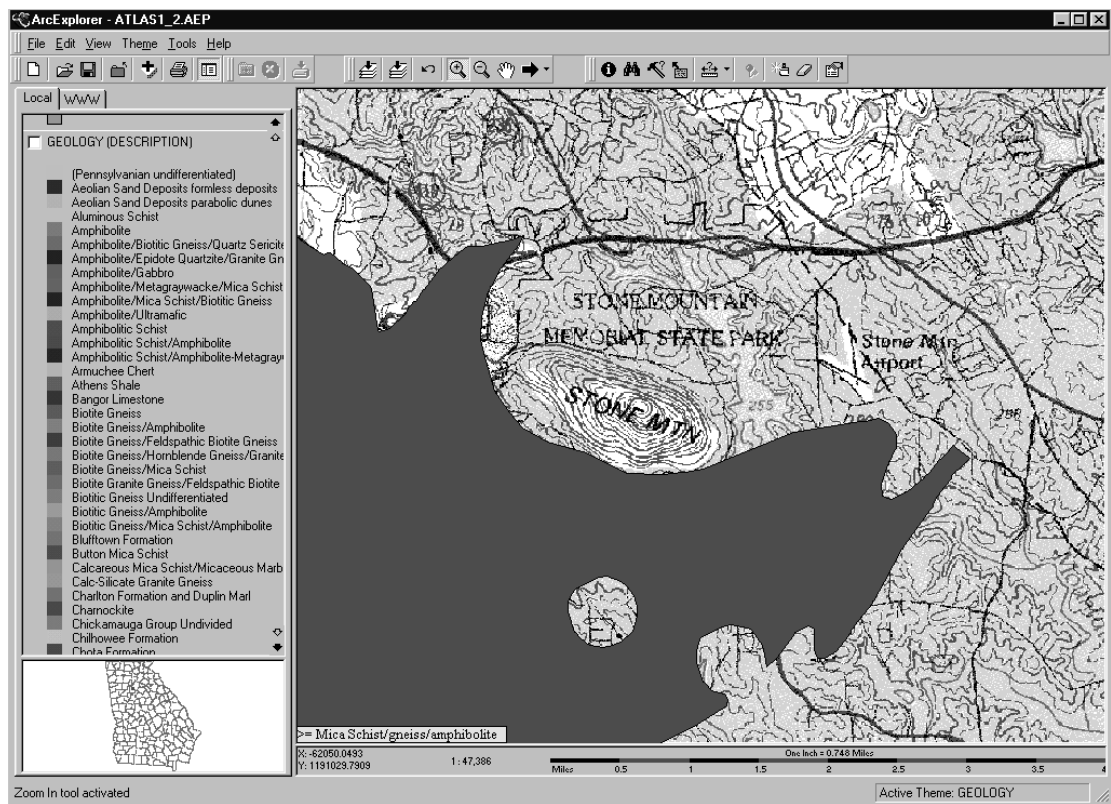 ArcExplorer - ATLAS1_2.AEP
File Edit View Theme Tools Help
Local WWW
GEOLOGY (DESCRIPTION)
(Pennsylvanian undifferentiated)
Aeolian Sand Deposits formless deposits
Aeolian Sand Deposits parabolic dunes
Aluminous Schist
Amphibolite
Amphibolite/Biotitic Gneiss/Quartz Sericite
Amphibolite/Epidote Quartzite/Granite Gn
Amphibolite/Gabbro
Amphibolite/Metagraywacke/Mica Schist
Amphibolite/Mica Schist/Biotitic Gneiss
Amphibolite/Ultramafic
Amphibolitic Schist
Amphibolitic Schist/Amphibolite
Amphibolitic Schist/Amphibolite-Metagray
Armuchee Chert
Athens Shale
Bangor Limestone
Biotite Gneiss
Biotite Gneiss/Amphibolite
Biotite Gneiss/Feldspathic Biotite Gneiss
Biotite Gneiss/Hornblende Gneiss/Granite
Biotite Gneiss/Mica Schist
Biotite Granite Gneiss/Feldspathic Biotite
Biotitic Gneiss Undifferentiated
Biotitic Gneiss/Amphibolite
Biotitic Gneiss/Mica Schist/Amphibolite
Blufftown Formation
Button Mica Schist
Calcareous Mica Schist/Micaceous Marb
Calc-Silicate Granite Gneiss
Charlton Formation and Duplin Marl
Charnockite
Chickamauga Group Undivided
Chilhowee Formation
Chota Formation
STONE MOUNTAIN
MEMORIAL STATE PARK
Stone Mtn
Airport
STONE MTN
255
>= Mica Schist/gneiss/amphibolite
X: -62050.0493
Y: 1191029.7909
1 : 47,386
One Inch = 0.748 Miles
Miles 0.5 1 1.5 2 2.5 3 3.5 4
Zoom In tool activated
Active Theme: GEOLOGY